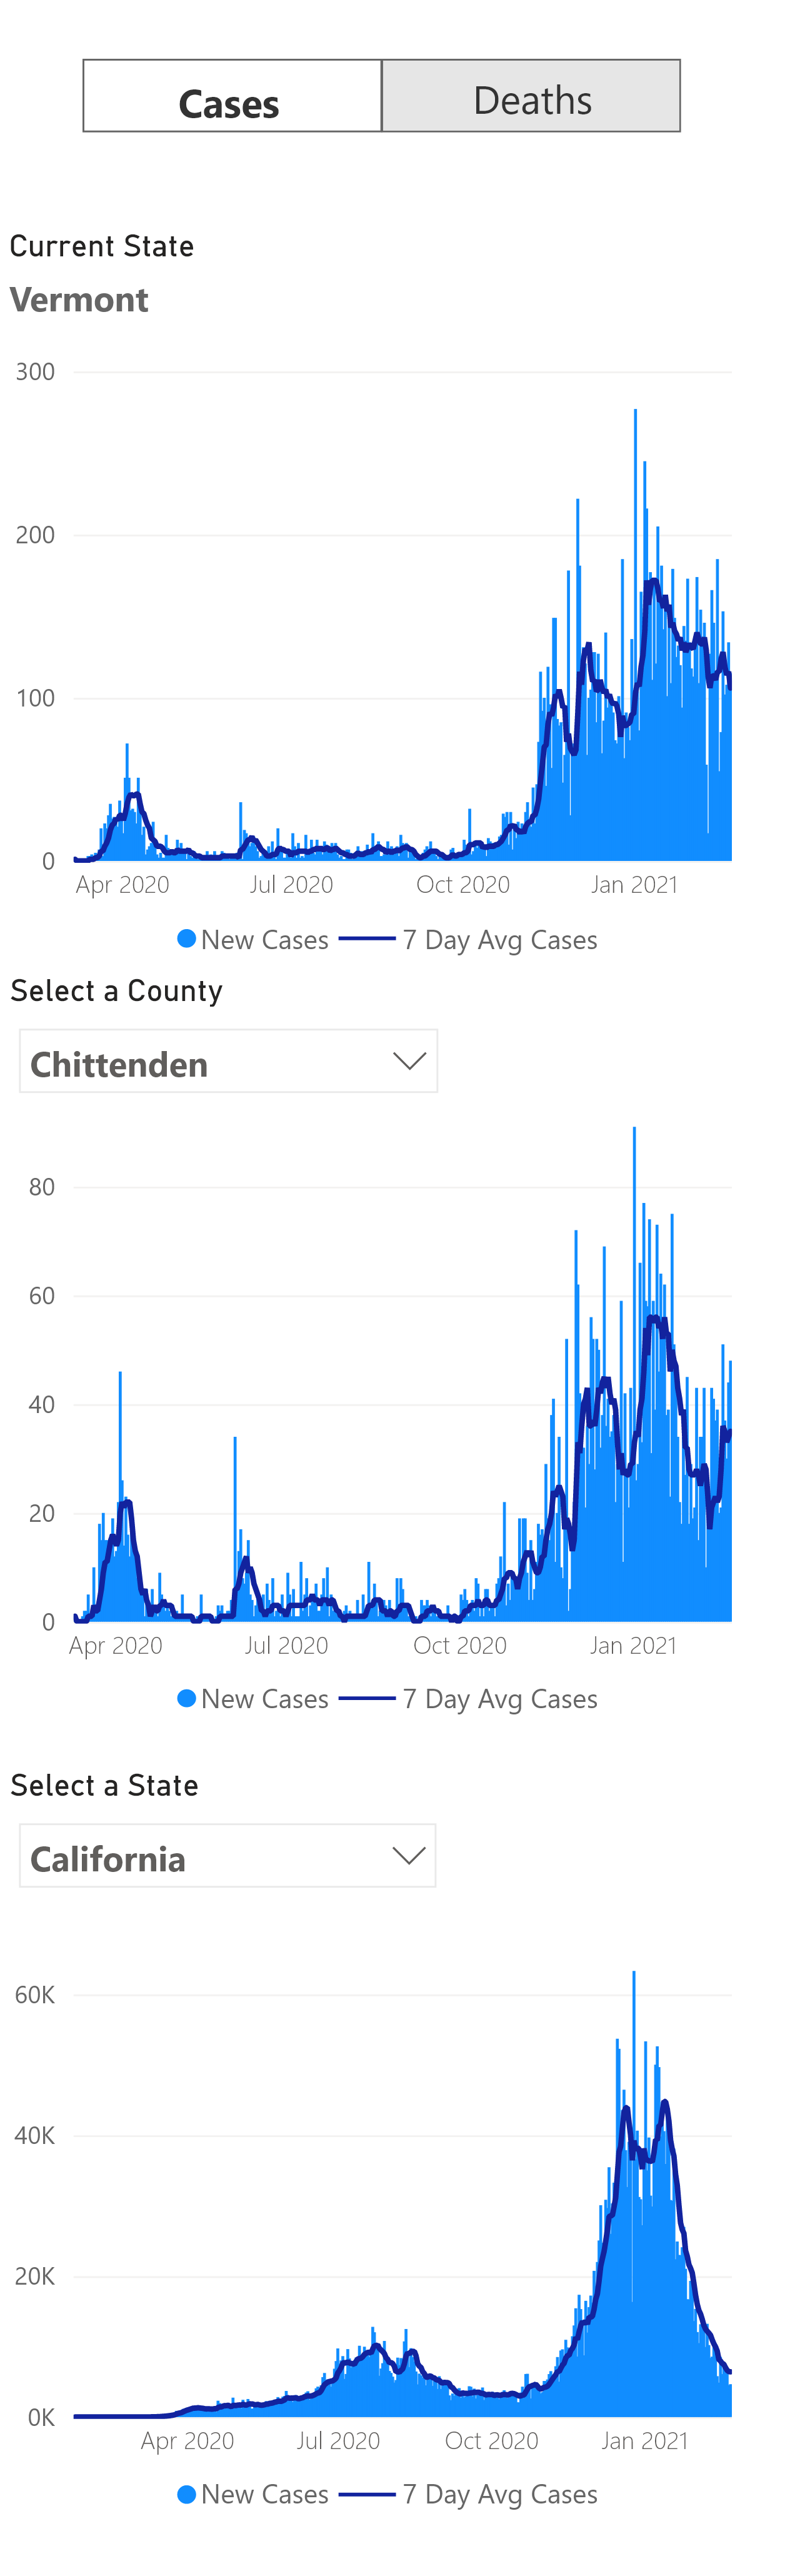 Cases Deaths
Current State
Vermont
300
200
100
0
Apr 2020 Jul 2020 Oct 2020 Jan 2021
New Cases 7 Day Avg Cases
Select a County
Chittenden
80
60
40
20
0
Apr 2020 Jul 2020 Oct 2020 Jan 2021
New Cases 7 Day Avg Cases
Select a State
California
60K
40K
20K
0K
Apr 2020 Jul 2020 Oct 2020 Jan 2021
New Cases 7 Day Avg Cases